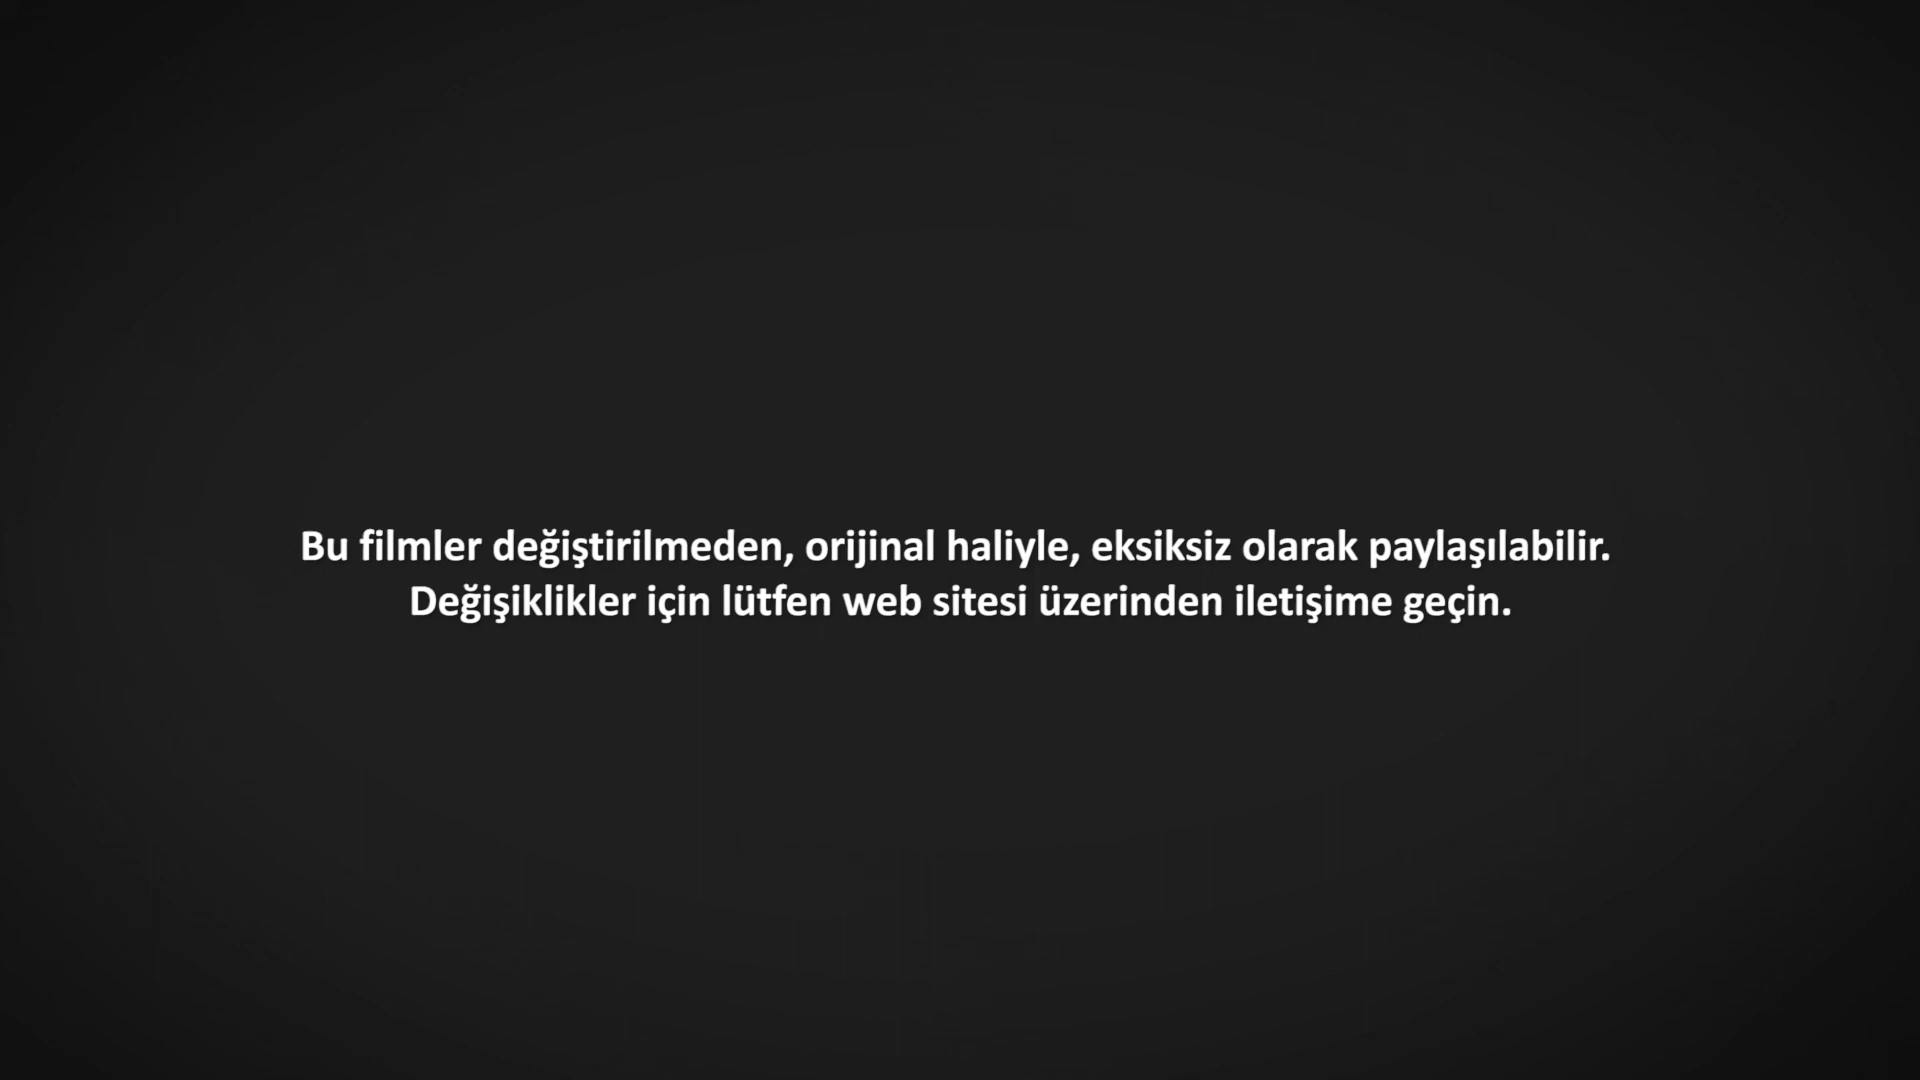 Bu filmler değiştirilmeden, orijinal haliyle, eksiksiz olarak paylaşılabilir.
Değişiklikler için lütfen web sitesi üzerinden iletişime geçin.